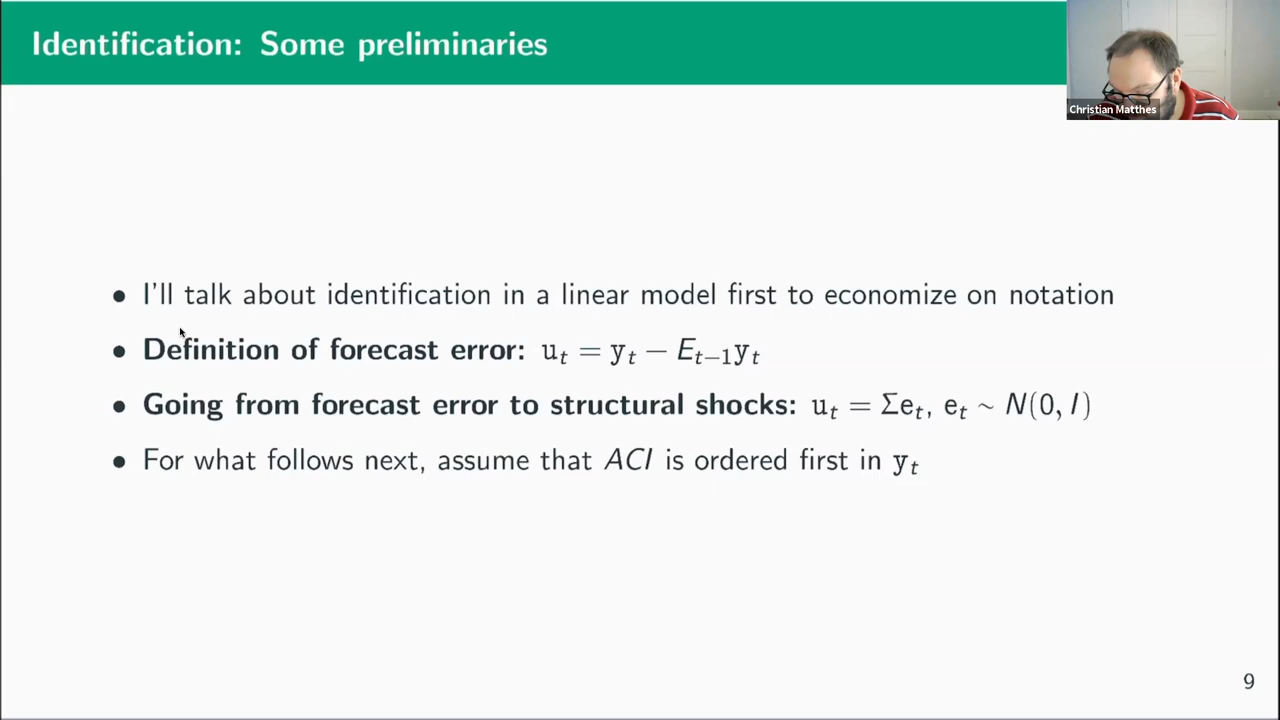 Identification: Some preliminaries
Christian Matthes
• I'll talk about identification in a linear model first to economize on notation
• Definition of forecast error: uₜ = yₜ − Eₜ₋₁yₜ
• Going from forecast error to structural shocks: uₜ = Σeₜ, eₜ ~ N(0, I)
• For what follows next, assume that ACI is ordered first in yₜ
9